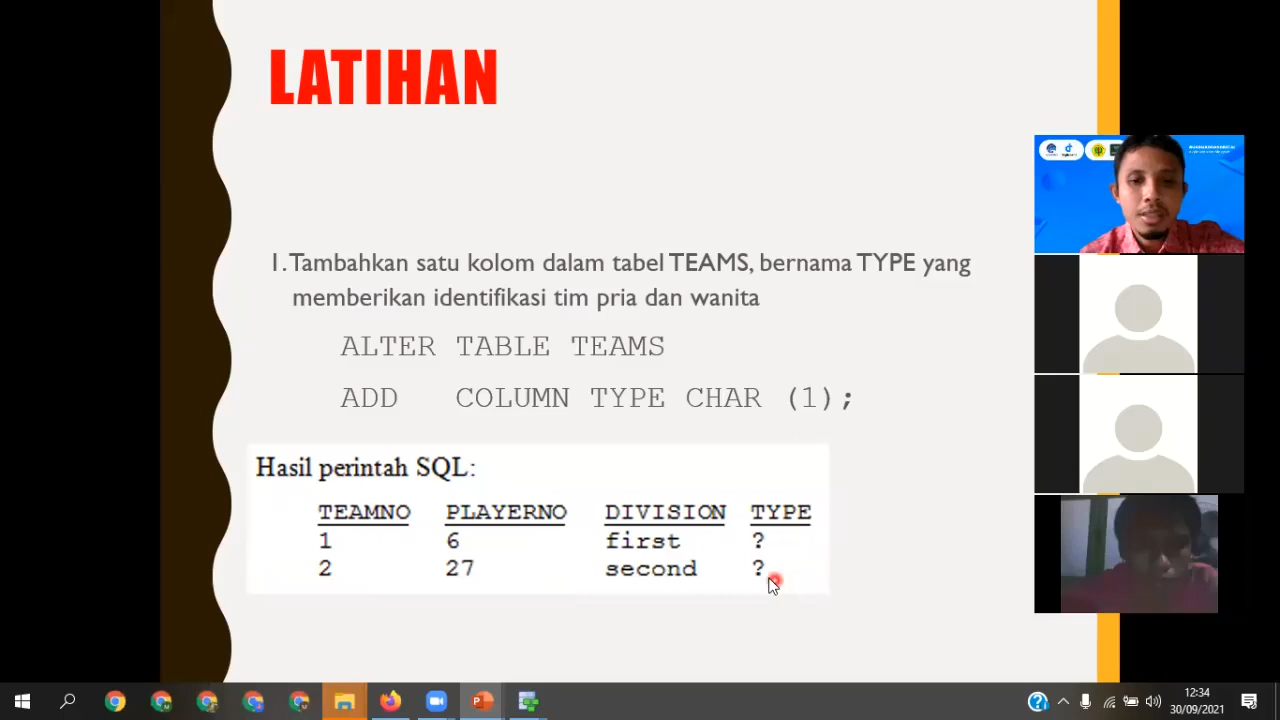 LATIHAN
1. Tambahkan satu kolom dalam tabel TEAMS, bernama TYPE yang
memberikan identifikasi tim pria dan wanita
ALTER TABLE TEAMS
ADD COLUMN TYPE CHAR (1);
Hasil perintah SQL:
TEAMNO PLAYERNO DIVISION TYPE
1 6 first ?
2 27 second ?
12:34
30/09/2021